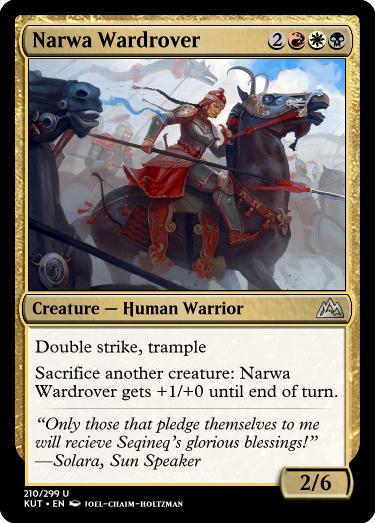 Narwa Wardrover 2
Creature — Human Warrior
Double strike, trample
Sacrifice another creature: Narwa
Wardrover gets +1/+0 until end of turn.
“Only those that pledge themselves to me
will recieve Seqineq’s glorious blessings!”
—Solara, Sun Speaker
2/6
210/299 U
KUT • EN JOEL-CHAIM-HOLTZMAN